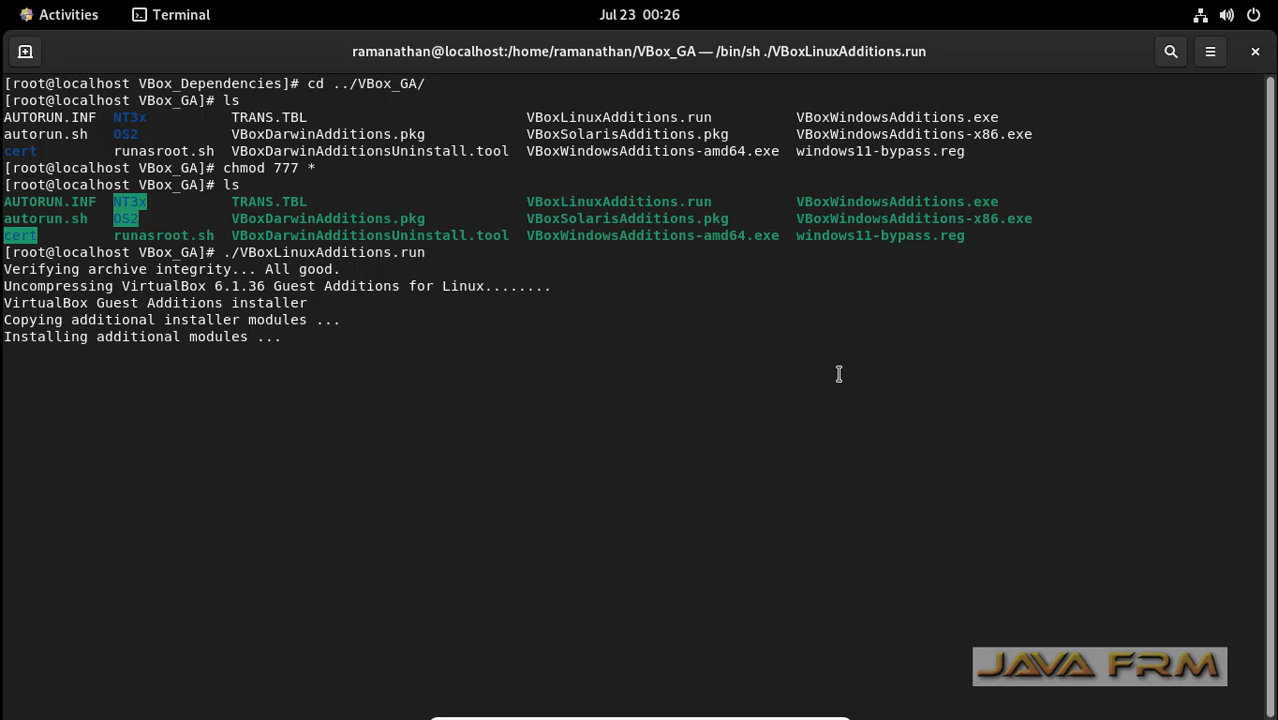 Activities Terminal Jul 23 00:26
ramanathan@localhost:/home/ramanathan/VBox_GA — /bin/sh ./VBoxLinuxAdditions.run
[root@localhost VBox_Dependencies]# cd ../VBox_GA/
[root@localhost VBox_GA]# ls
AUTORUN.INF NT3x TRANS.TBL VBoxLinuxAdditions.run VBoxWindowsAdditions.exe
autorun.sh OS2 VBoxDarwinAdditions.pkg VBoxSolarisAdditions.pkg VBoxWindowsAdditions-x86.exe
cert runasroot.sh VBoxDarwinAdditionsUninstall.tool VBoxWindowsAdditions-amd64.exe windows11-bypass.reg
[root@localhost VBox_GA]# chmod 777 *
[root@localhost VBox_GA]# ls
AUTORUN.INF NT3x TRANS.TBL VBoxLinuxAdditions.run VBoxWindowsAdditions.exe
autorun.sh OS2 VBoxDarwinAdditions.pkg VBoxSolarisAdditions.pkg VBoxWindowsAdditions-x86.exe
cert runasroot.sh VBoxDarwinAdditionsUninstall.tool VBoxWindowsAdditions-amd64.exe windows11-bypass.reg
[root@localhost VBox_GA]# ./VBoxLinuxAdditions.run
Verifying archive integrity... All good.
Uncompressing VirtualBox 6.1.36 Guest Additions for Linux........
VirtualBox Guest Additions installer
Copying additional installer modules ...
Installing additional modules ...
JAVA FRM